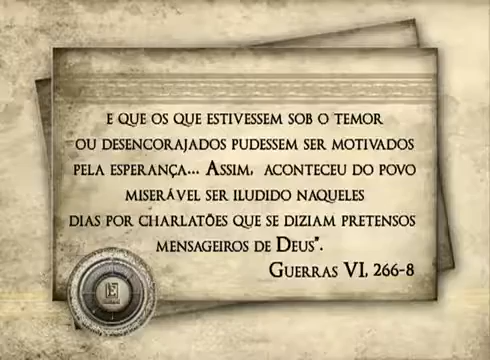 E QUE OS QUE ESTIVESSEM SOB O TEMOR
OU DESENCORAJADOS PUDESSEM SER MOTIVADOS
PELA ESPERANÇA... ASSIM, ACONTECEU DO POVO
MISERÁVEL SER ILUDIDO NAQUELES
DIAS POR CHARLATÕES QUE SE DIZIAM PRETENSOS
MENSAGEIROS DE DEUS".
GUERRAS VI, 266-8